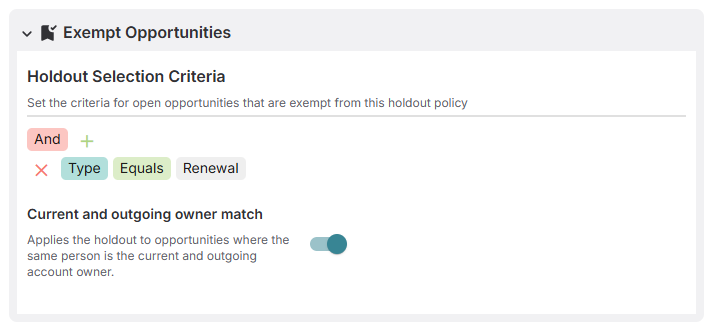 Exempt Opportunities
Holdout Selection Criteria
Set the criteria for open opportunities that are exempt from this holdout policy
And
Type Equals Renewal
Current and outgoing owner match
Applies the holdout to opportunities where the
same person is the current and outgoing
account owner.